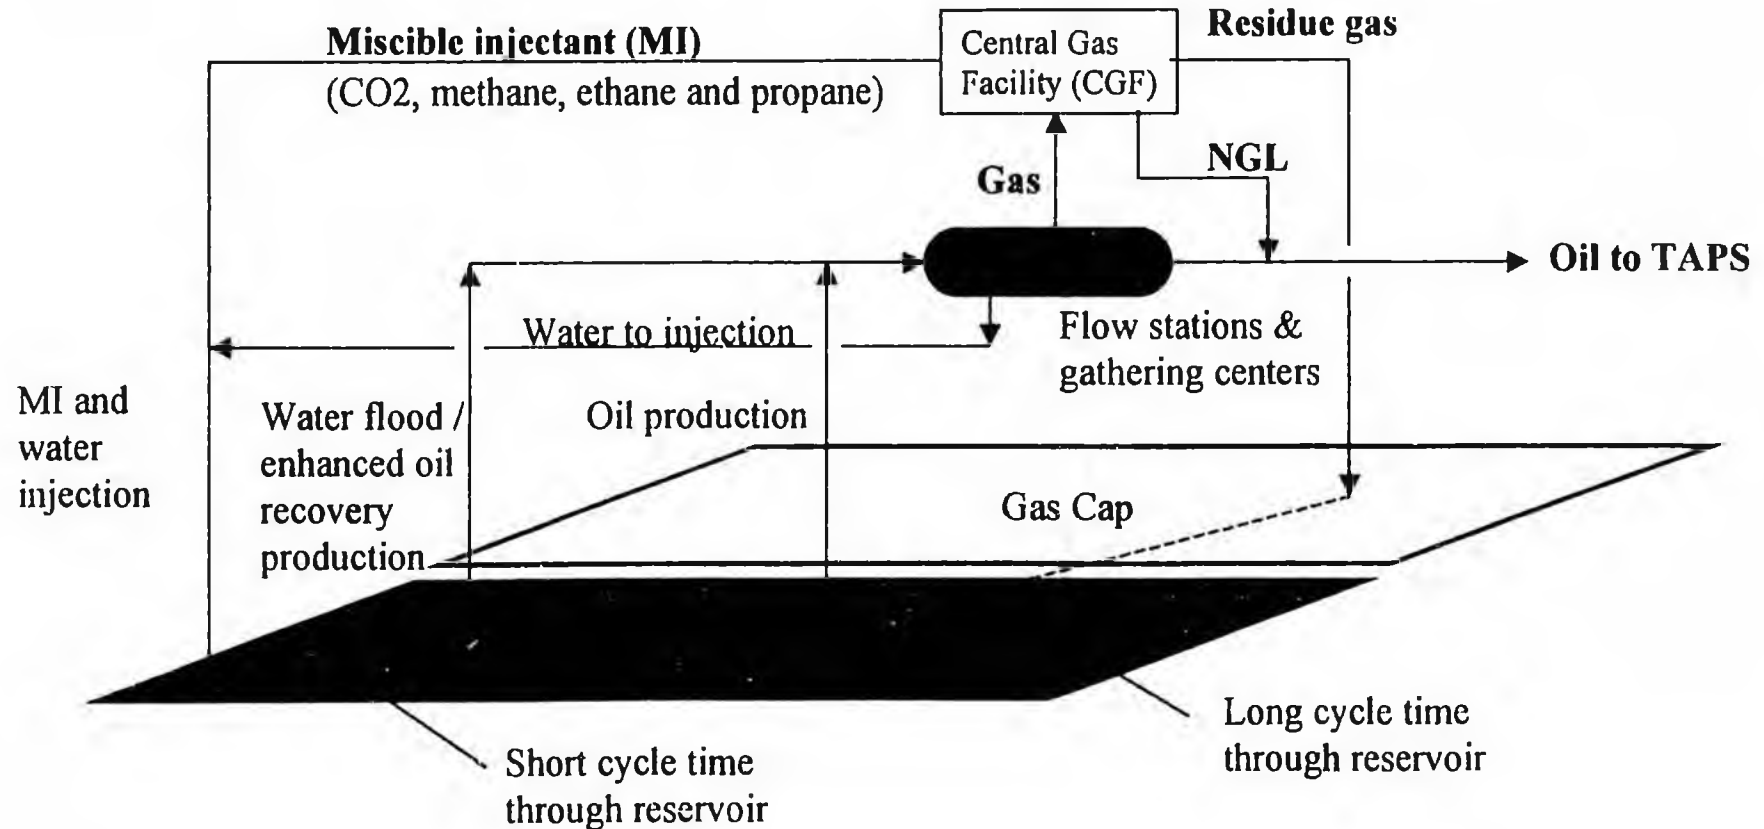 Miscible injectant (MI)
(CO2, methane, ethane and propane)
Central Gas
Facility (CGF)
Residue gas
NGL
Gas
Oil to TAPS
Water to injection
Flow stations &
gathering centers
MI and
water
injection
Water flood /
enhanced oil
recovery
production
Oil production
Gas Cap
Long cycle time
through reservoir
Short cycle time
through reservoir